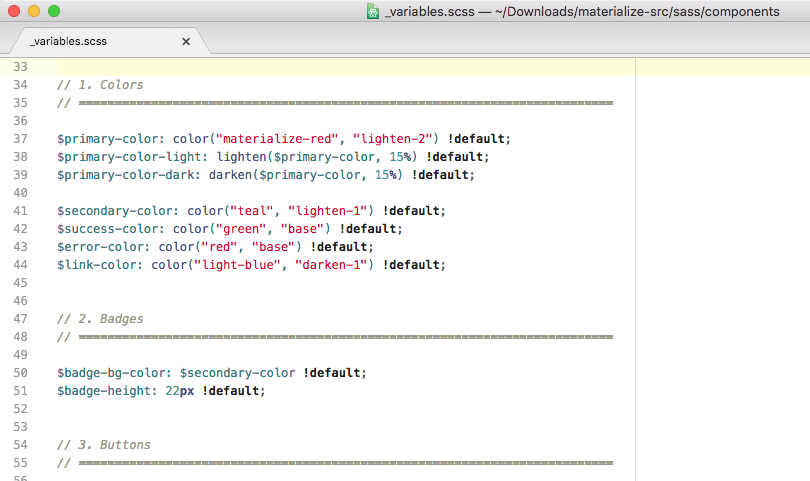 _variables.scss — ~/Downloads/materialize-src/sass/components
_variables.scss ×
33
34 // 1. Colors
35 // ==========================================================================
36
37 $primary-color: color("materialize-red", "lighten-2") !default;
38 $primary-color-light: lighten($primary-color, 15%) !default;
39 $primary-color-dark: darken($primary-color, 15%) !default;
40
41 $secondary-color: color("teal", "lighten-1") !default;
42 $success-color: color("green", "base") !default;
43 $error-color: color("red", "base") !default;
44 $link-color: color("light-blue", "darken-1") !default;
45
46
47 // 2. Badges
48 // ==========================================================================
49
50 $badge-bg-color: $secondary-color !default;
51 $badge-height: 22px !default;
52
53
54 // 3. Buttons
55 // ==========================================================================
56